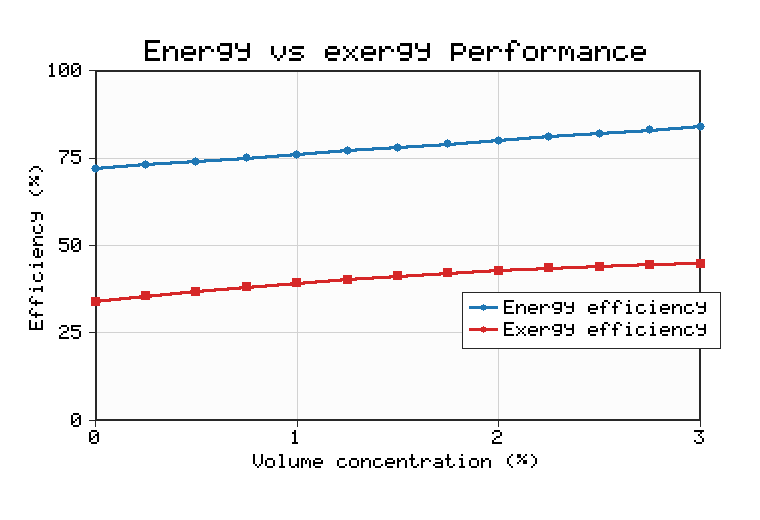 Energy vs exergy performance
100
75
50
25
0
Efficiency (%)
Energy efficiency
Exergy efficiency
0 1 2 3
Volume concentration (%)